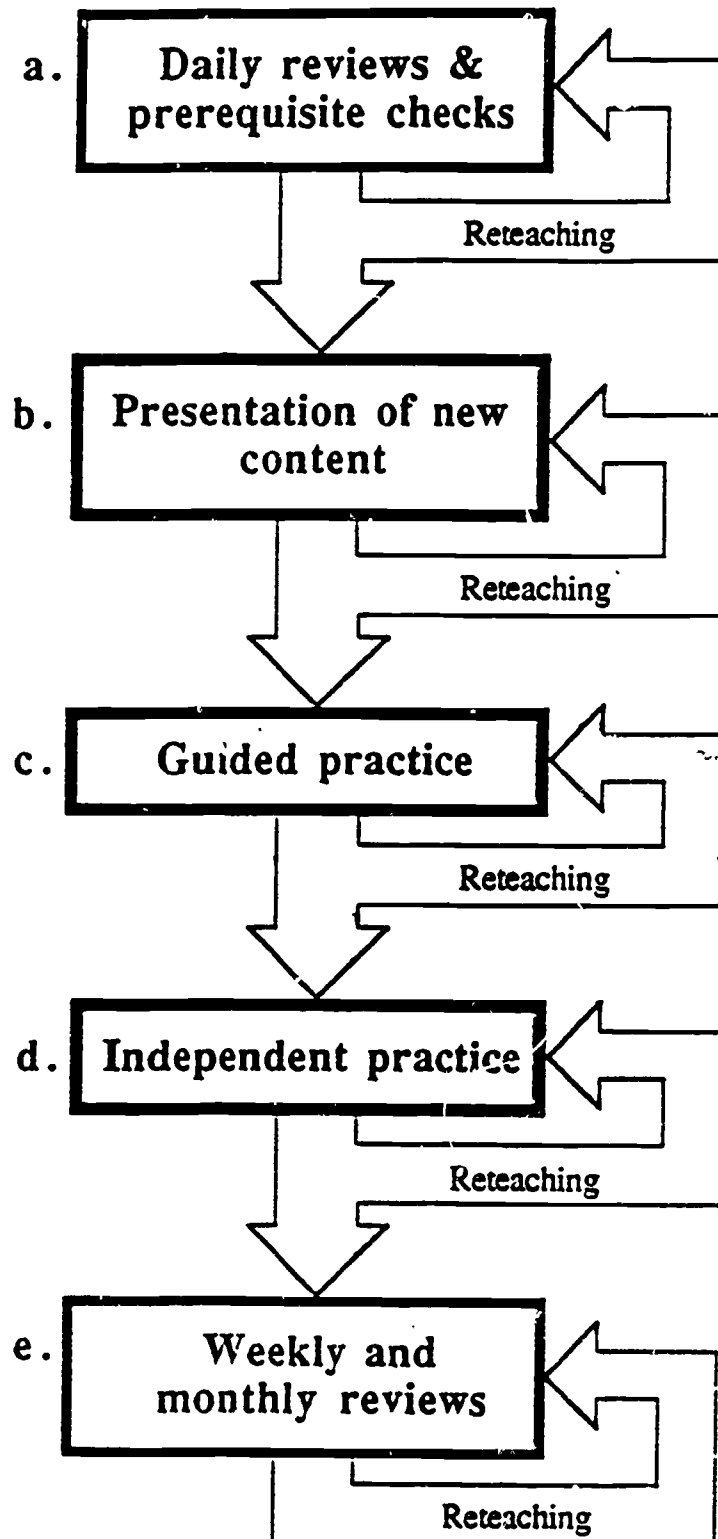 a.
Daily reviews &
prerequisite checks
Reteaching
b.
Presentation of new
content
Reteaching
c.
Guided practice
Reteaching
d.
Independent practice
Reteaching
e.
Weekly and
monthly reviews
Reteaching